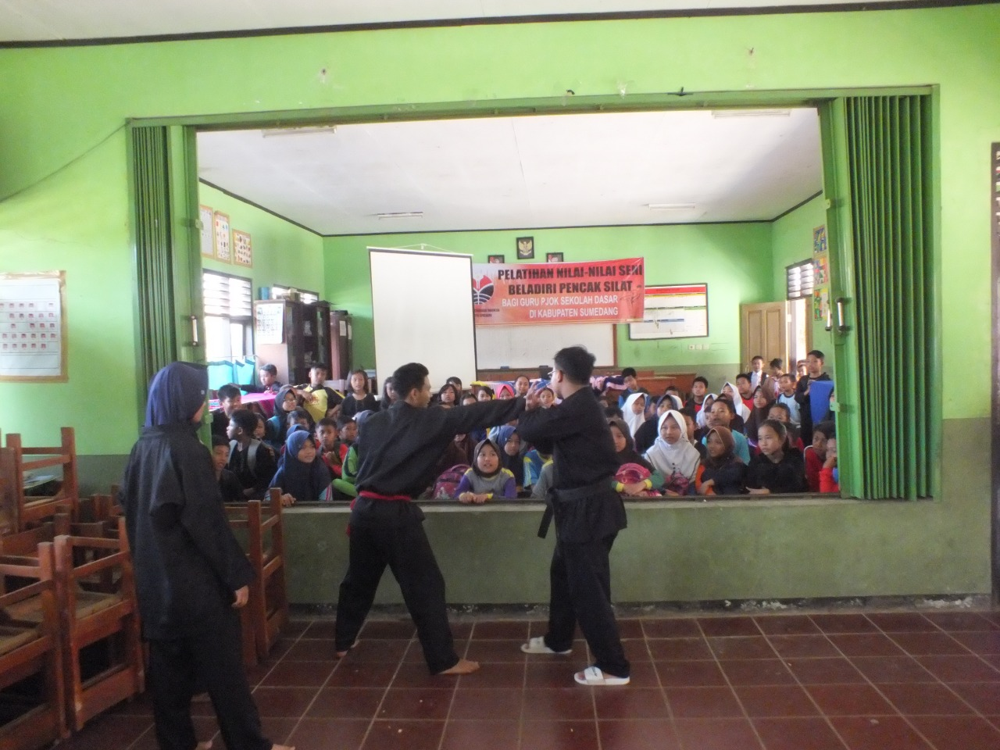 PELATIHAN NILAI-NILAI SENI
BELADIRI PENCAK SILAT
BAGI GURU PJOK SEKOLAH DASAR
DI KABUPATEN SUMEDANG